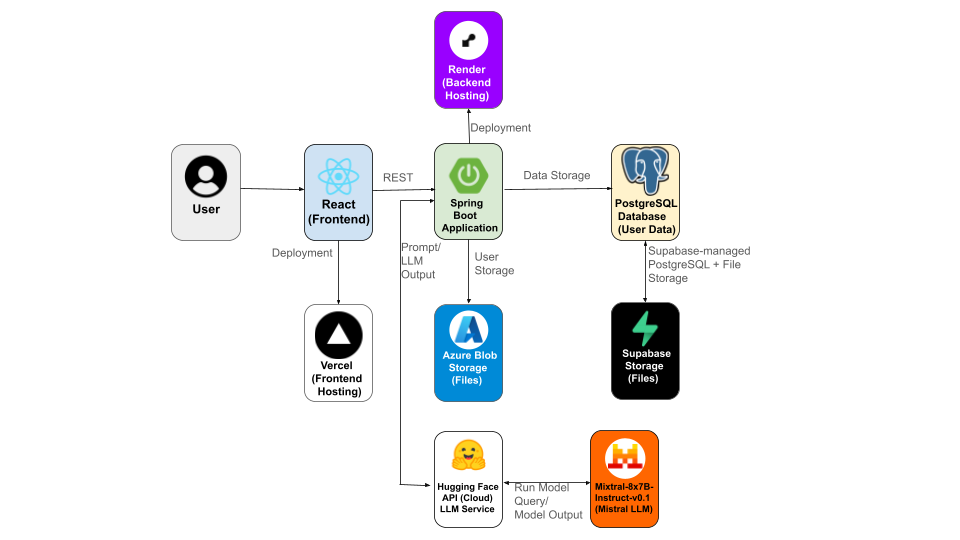 Render
(Backend
Hosting)
Deployment
User
React
(Frontend)
REST
Spring
Boot
Application
Data Storage
PostgreSQL
Database
(User Data)
Deployment
Prompt/
LLM
Output
User
Storage
Supabase-managed
PostgreSQL + File
Storage
Vercel
(Frontend
Hosting)
Azure Blob
Storage
(Files)
Supabase
Storage
(Files)
Hugging Face
API (Cloud)
LLM Service
Run Model
Query/
Model Output
Mixtral-8x7B-
Instruct-v0.1
(Mistral LLM)